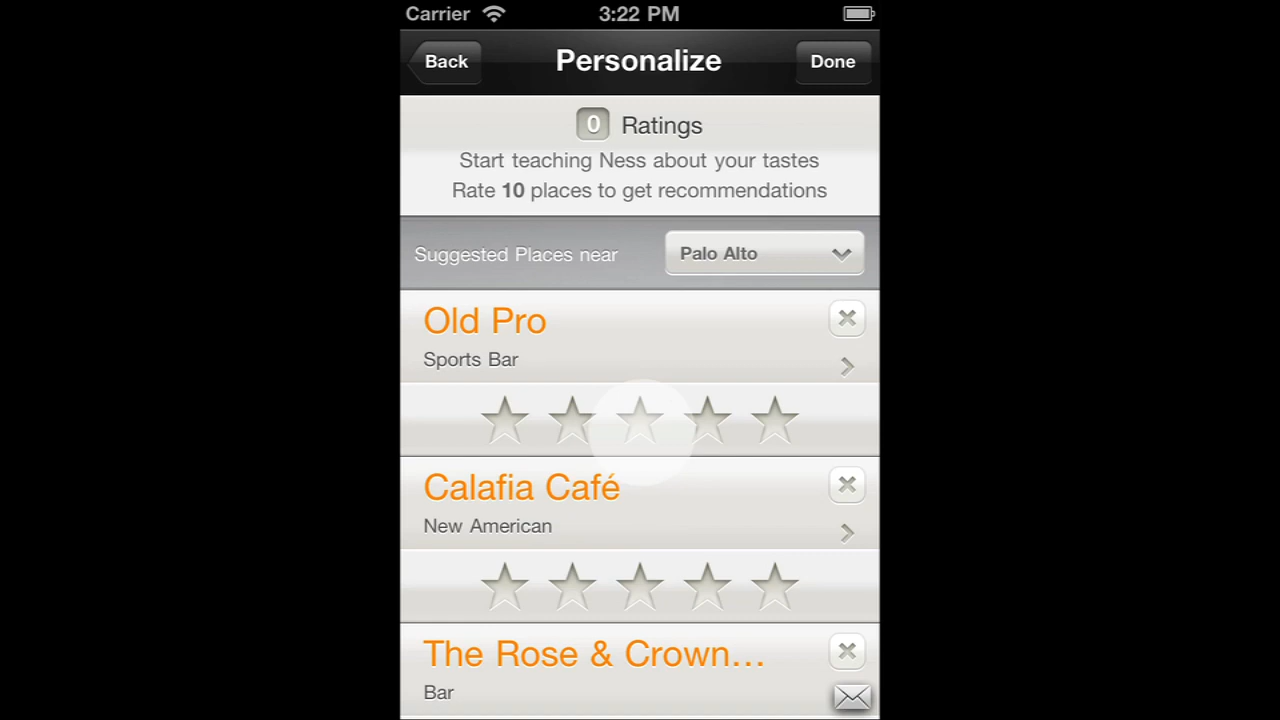 Carrier 3:22 PM
Back Personalize Done
0 Ratings
Start teaching Ness about your tastes
Rate 10 places to get recommendations
Suggested Places near Palo Alto
Old Pro
Sports Bar
Calafia Café
New American
The Rose & Crown...
Bar